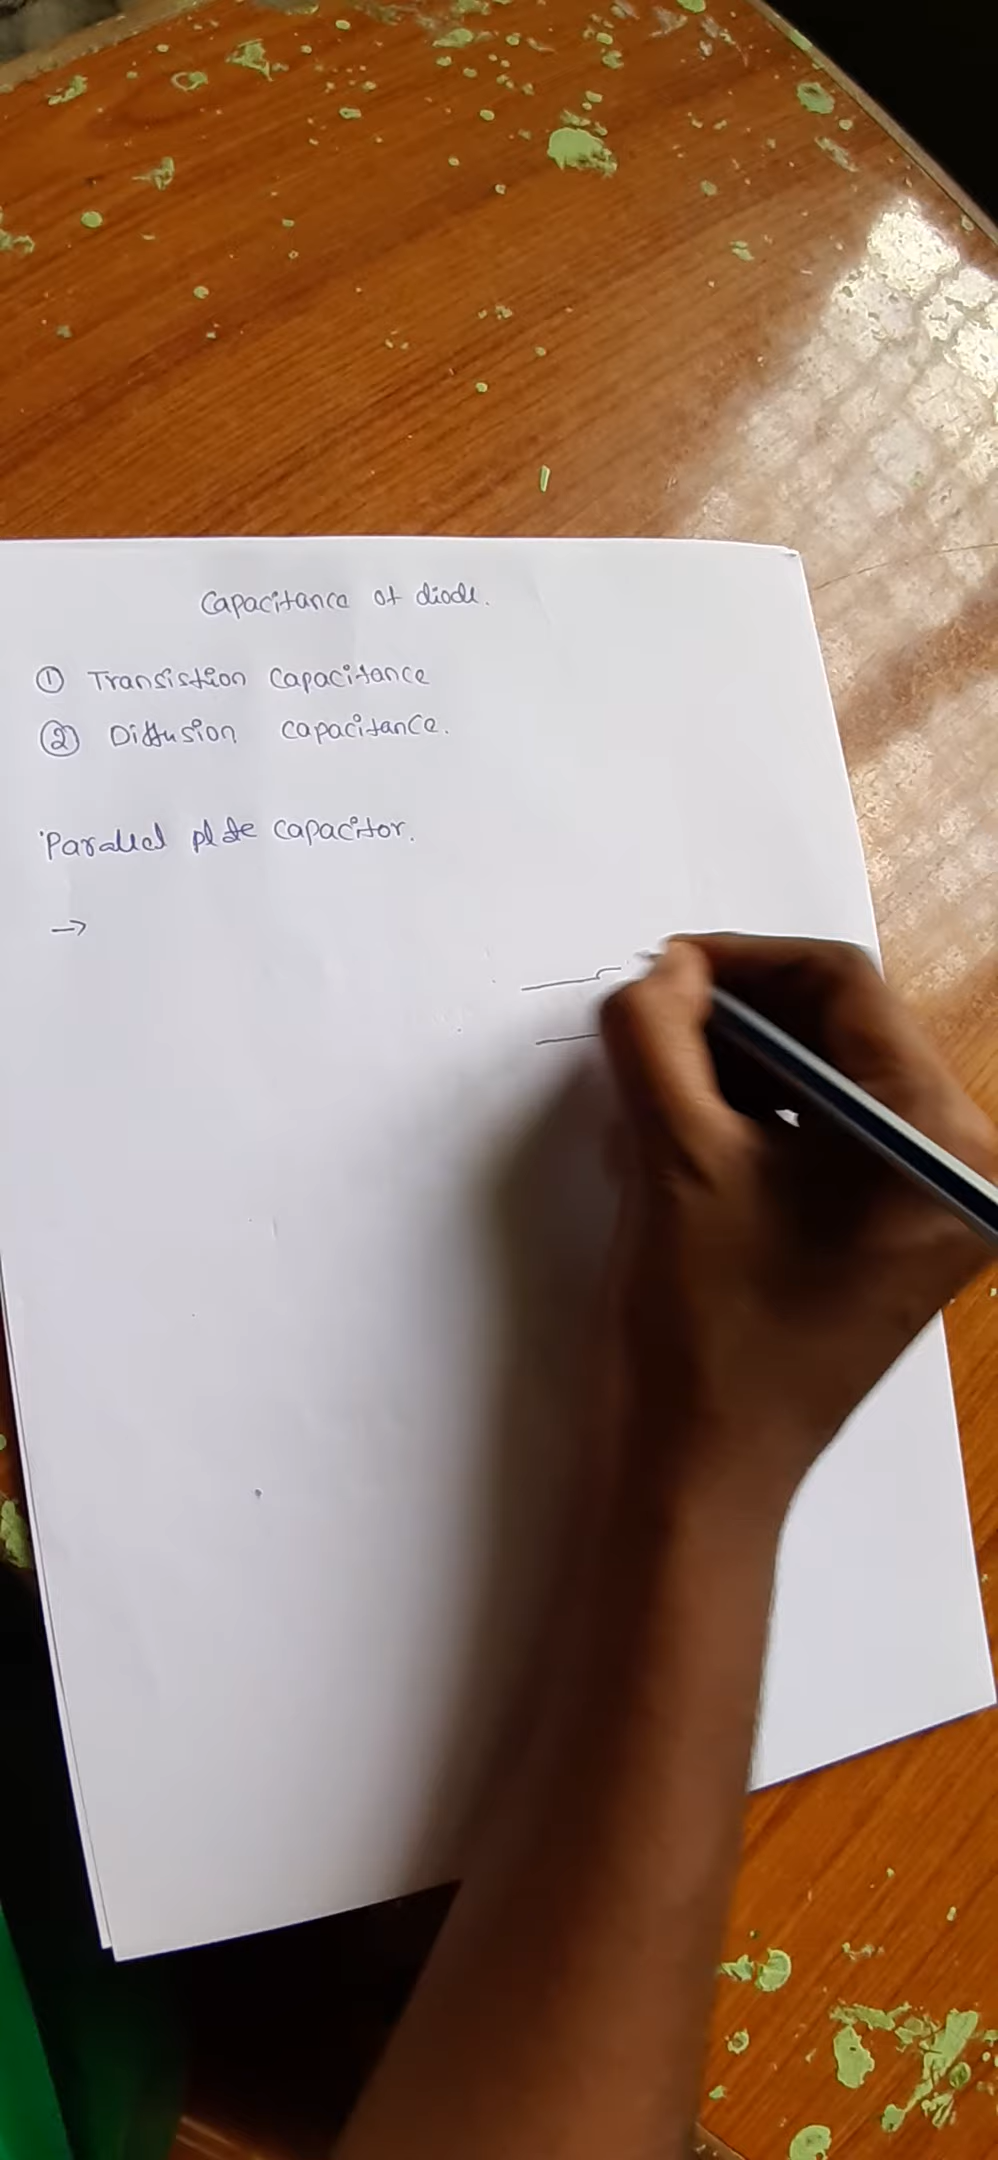 Capacitance of diode.
① Transistion Capacitance
② Diffusion capacitance.
Parallel plate capacitor.
→